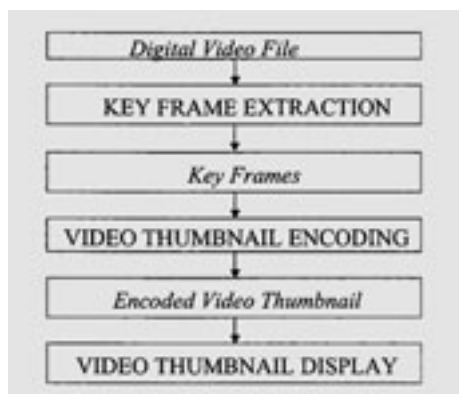 Digital Video File
KEY FRAME EXTRACTION
Key Frames
VIDEO THUMBNAIL ENCODING
Encoded Video Thumbnail
VIDEO THUMBNAIL DISPLAY